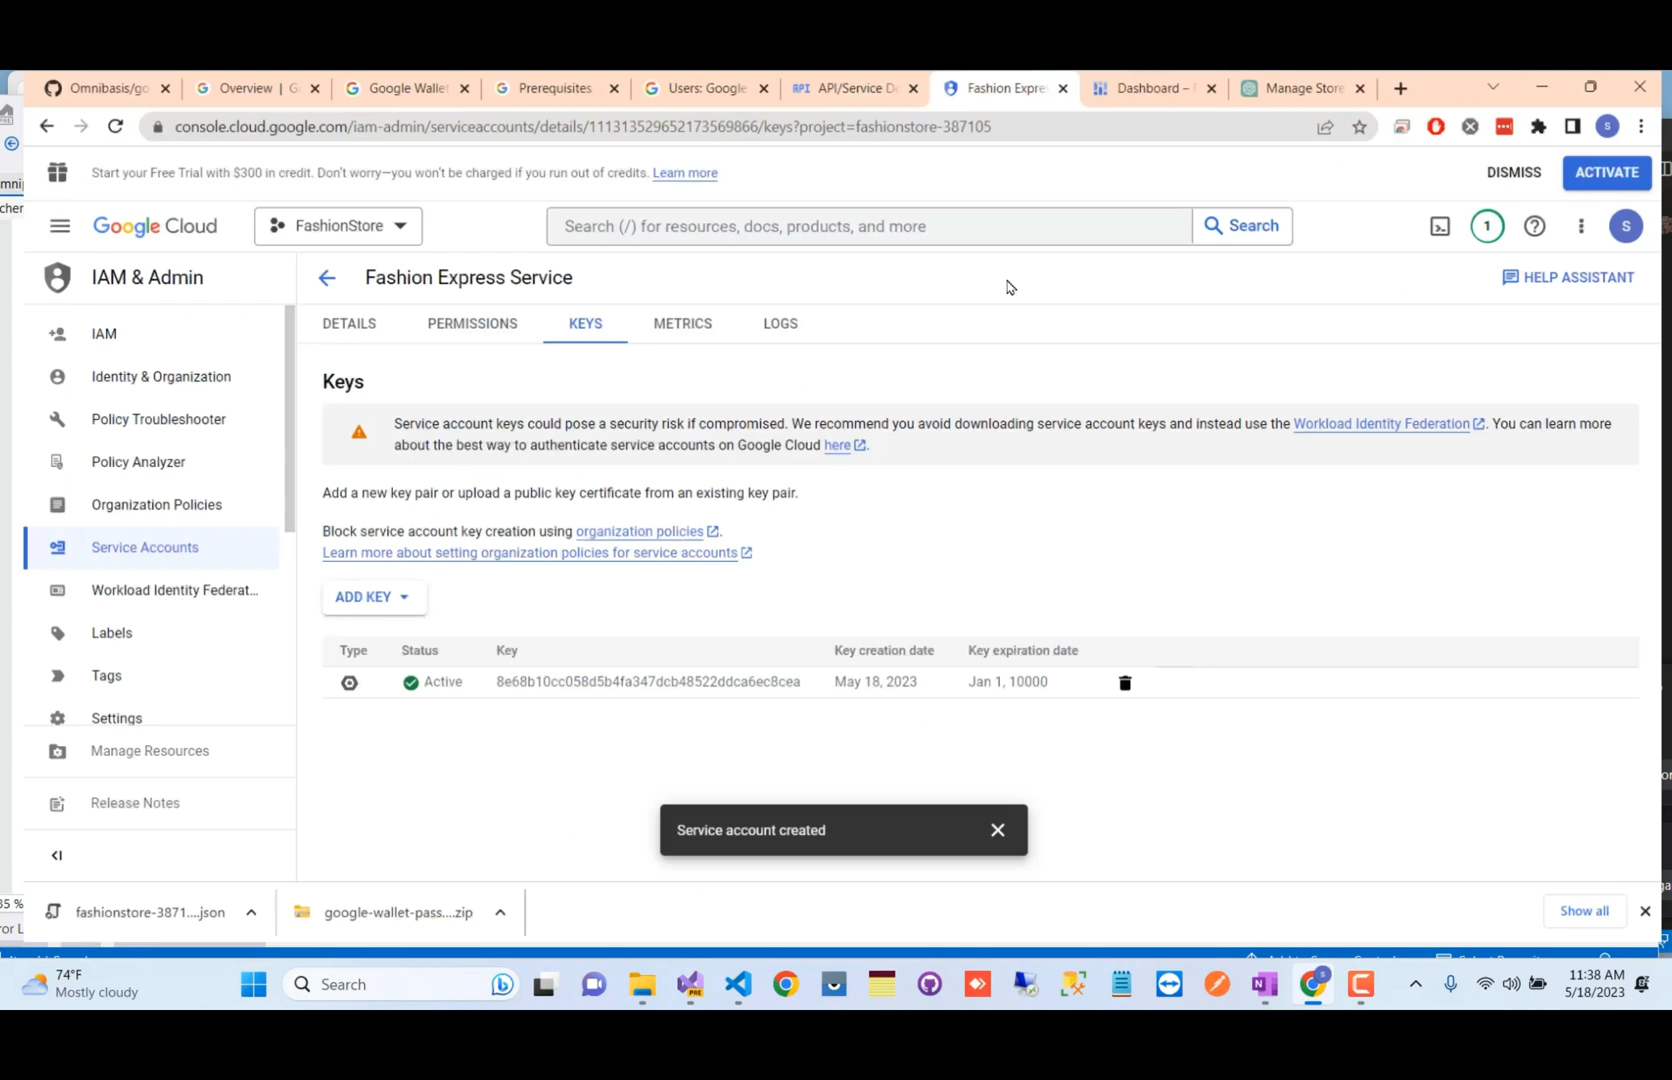 Omnibasis/go
Overview | G
Google Wallet
Prerequisites
Users: Google
API API/Service De
Fashion Expre
Dashboard –
Manage Store
console.cloud.google.com/iam-admin/serviceaccounts/details/111313529652173569866/keys?project=fashionstore-387105
S
Start your Free Trial with $300 in credit. Don't worry—you won't be charged if you run out of credits. Learn more
DISMISS
ACTIVATE
Google Cloud
FashionStore
Search (/) for resources, docs, products, and more
Search
1
S
IAM & Admin
Fashion Express Service
HELP ASSISTANT
DETAILS
PERMISSIONS
KEYS
METRICS
LOGS
IAM
Identity & Organization
Policy Troubleshooter
Policy Analyzer
Organization Policies
Service Accounts
Workload Identity Federat...
Labels
Tags
Settings
Manage Resources
Release Notes
Keys
Service account keys could pose a security risk if compromised. We recommend you avoid downloading service account keys and instead use the Workload Identity Federation. You can learn more
about the best way to authenticate service accounts on Google Cloud here.
Add a new key pair or upload a public key certificate from an existing key pair.
Block service account key creation using organization policies.
Learn more about setting organization policies for service accounts
ADD KEY
Type Status Key Key creation date Key expiration date
Active 8e68b10cc058d5b4fa347dcb48522ddca6ec8cea May 18, 2023 Jan 1, 10000
Service account created
fashionstore-3871....json
google-wallet-pass....zip
Show all
74°F
Mostly cloudy
Search
PRE
11:38 AM
5/18/2023